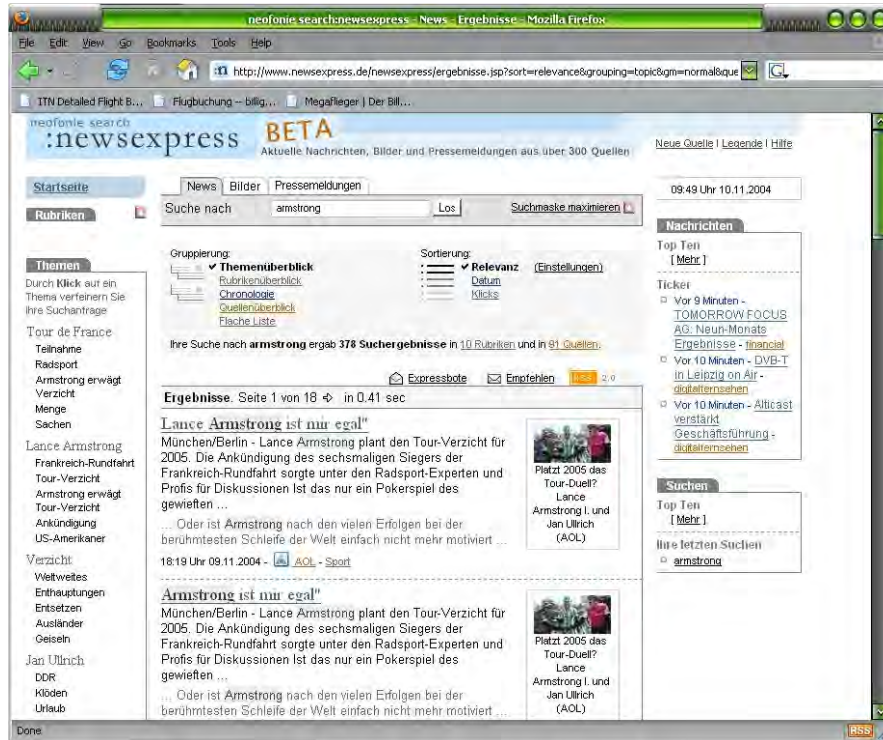 neofonie search:newsexpress - News - Ergebnisse - Mozilla Firefox
File Edit View Go Bookmarks Tools Help
:n http://www.newsexpress.de/newsexpress/ergebnisse.jsp?sort=relevance&grouping=topic&gm=normal&que G
ITN Detailed Flight B... Flugbuchung -- billig... Megaflieger | Der Bill...
neofonie search
:newsexpress BETA
Aktuelle Nachrichten, Bilder und Pressemeldungen aus über 300 Quellen
Neue Quelle | Legende | Hilfe
Startseite
Rubriken
Themen
Durch Klick auf ein
Thema verfeinern Sie
Ihre Suchanfrage
Tour de France
Teilnahme
Radsport
Armstrong erwägt
Verzicht
Menge
Sachen
Lance Armstrong
Frankreich-Rundfahrt
Tour-Verzicht
Armstrong erwägt
Tour-Verzicht
Ankündigung
US-Amerikaner
Verzicht
Weltweites
Enthauptungen
Entsetzen
Ausländer
Geiseln
Jan Ullrich
DDR
Klöden
Urlaub
News Bilder Pressemeldungen
Suche nach armstrong Los Suchmaske maximieren
Gruppierung:
Themenüberblick
Rubrikenüberblick
Chronologie
Quellenüberblick
Flache Liste
Sortierung:
Relevanz (Einstellungen)
Datum
Klicks
Ihre Suche nach armstrong ergab 378 Suchergebnisse in 10 Rubriken und in 91 Quellen.
Expressbote Empfehlen RSS 2.0
Ergebnisse. Seite 1 von 18 in 0.41 sec
Lance Armstrong ist mir egal"
München/Berlin - Lance Armstrong plant den Tour-Verzicht für
2005. Die Ankündigung des sechsmaligen Siegers der
Frankreich-Rundfahrt sorgte unter den Radsport-Experten und
Profis für Diskussionen Ist das nur ein Pokerspiel des
gewieften ...
... Oder ist Armstrong nach den vielen Erfolgen bei der
berühmtesten Schleife der Welt einfach nicht mehr motiviert ...
18:19 Uhr 09.11.2004 - AOL - Sport
Platzt 2005 das
Tour-Duell?
Lance
Armstrong l. und
Jan Ullrich
(AOL)
Armstrong ist mir egal"
München/Berlin - Lance Armstrong plant den Tour-Verzicht für
2005. Die Ankündigung des sechsmaligen Siegers der
Frankreich-Rundfahrt sorgte unter den Radsport-Experten und
Profis für Diskussionen Ist das nur ein Pokerspiel des
gewieften ...
... Oder ist Armstrong nach den vielen Erfolgen bei der
berühmtesten Schleife der Welt einfach nicht mehr motiviert ...
Platzt 2005 das
Tour-Duell?
Lance
Armstrong l. und
Jan Ullrich
(AOL)
09:49 Uhr 10.11.2004
Nachrichten
Top Ten
[ Mehr ]
Ticker
Vor 9 Minuten -
TOMORROW FOCUS
AG: Neun-Monats
Ergebnisse - financial
Vor 10 Minuten - DVB-T
in Leipzig on Air -
digitalfernsehen
Vor 10 Minuten - Alticast
verstärkt
Geschäftsführung -
digitalfernsehen
Suchen
Top Ten
[ Mehr ]
Ihre letzten Suchen
armstrong
Done
RSS